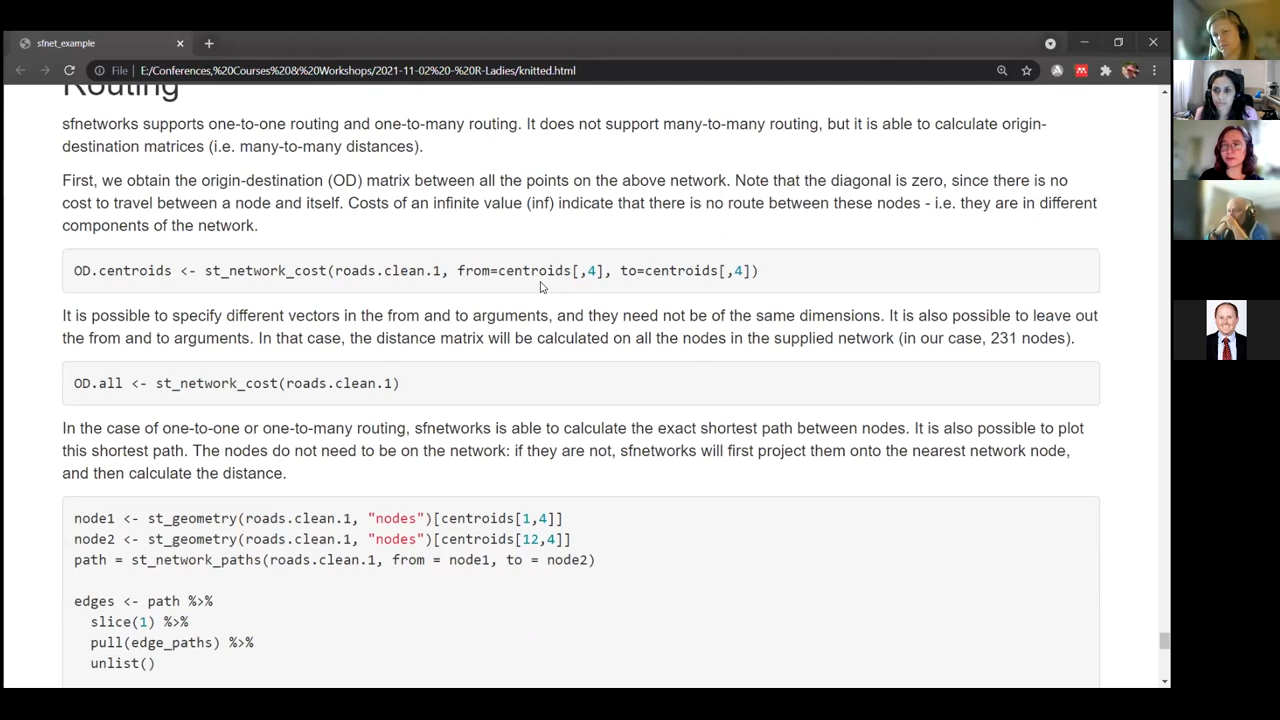 sfnet_example
File
E:/Conferences,%20Courses%20&%20Workshops/2021-11-02%20-%20R-Ladies/knitted.html
Routing
sfnetworks supports one-to-one routing and one-to-many routing. It does not support many-to-many routing, but it is able to calculate origin-
destination matrices (i.e. many-to-many distances).
First, we obtain the origin-destination (OD) matrix between all the points on the above network. Note that the diagonal is zero, since there is no
cost to travel between a node and itself. Costs of an infinite value (inf) indicate that there is no route between these nodes - i.e. they are in different
components of the network.
OD.centroids <- st_network_cost(roads.clean.1, from=centroids[,4], to=centroids[,4])
It is possible to specify different vectors in the from and to arguments, and they need not be of the same dimensions. It is also possible to leave out
the from and to arguments. In that case, the distance matrix will be calculated on all the nodes in the supplied network (in our case, 231 nodes).
OD.all <- st_network_cost(roads.clean.1)
In the case of one-to-one or one-to-many routing, sfnetworks is able to calculate the exact shortest path between nodes. It is also possible to plot
this shortest path. The nodes do not need to be on the network: if they are not, sfnetworks will first project them onto the nearest network node,
and then calculate the distance.
node1 <- st_geometry(roads.clean.1, "nodes")[centroids[1,4]]
node2 <- st_geometry(roads.clean.1, "nodes")[centroids[12,4]]
path = st_network_paths(roads.clean.1, from = node1, to = node2)
edges <- path %>%
slice(1) %>%
pull(edge_paths) %>%
unlist()